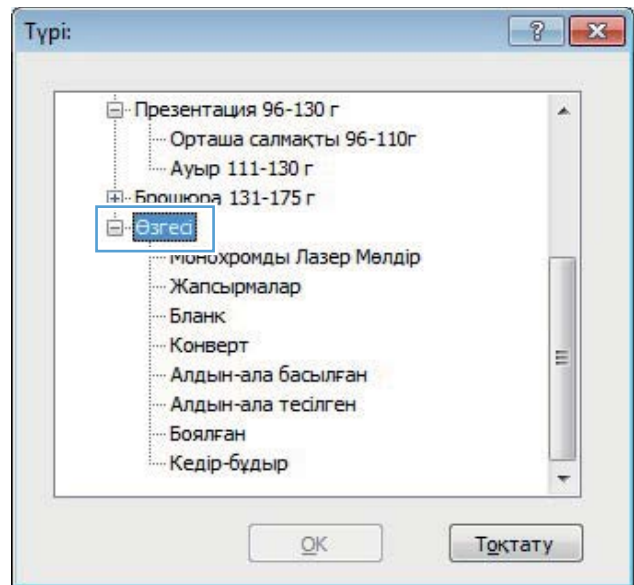 Түрі:
Презентация 96-130 г
Орташа салмақты 96-110г
Ауыр 111-130 г
Брошюра 131-175 г
Өзгесі
Монохромды Лазер Мөлдір
Жапсырмалар
Бланк
Конверт
Алдын-ала басылған
Алдын-ала тесілген
Боялған
Кедір-бұдыр
OK
Тоқтату